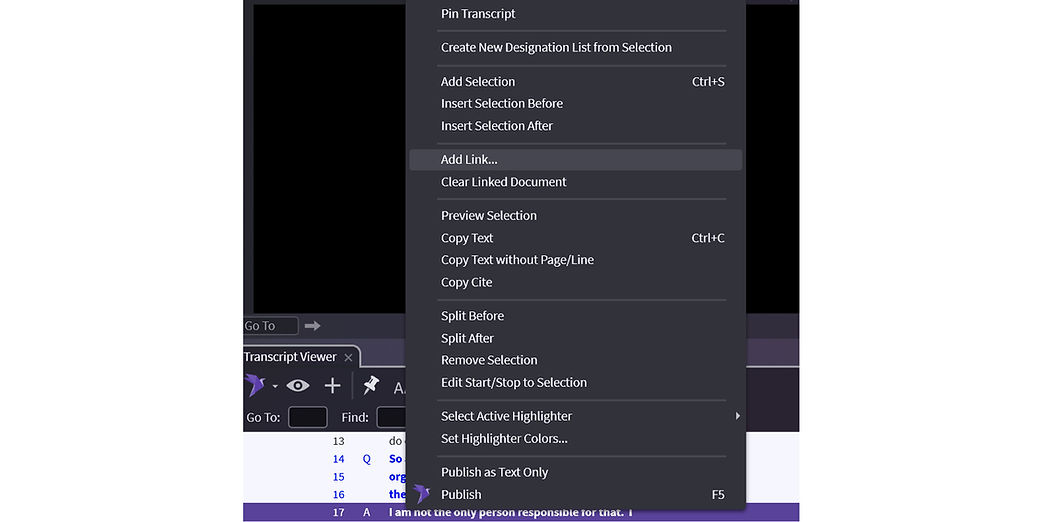 Pin Transcript
Create New Designation List from Selection
Add Selection Ctrl+S
Insert Selection Before
Insert Selection After
Add Link...
Clear Linked Document
Preview Selection
Copy Text Ctrl+C
Copy Text without Page/Line
Copy Cite
Split Before
Go To
Split After
Transcript Viewer
Remove Selection
Edit Start/Stop to Selection
Go To: Find:
Select Active Highlighter
Set Highlighter Colors...
13 do
14 Q So
Publish as Text Only
15 org
16 the
Publish F5
17 A I am not the only person responsible for that. I